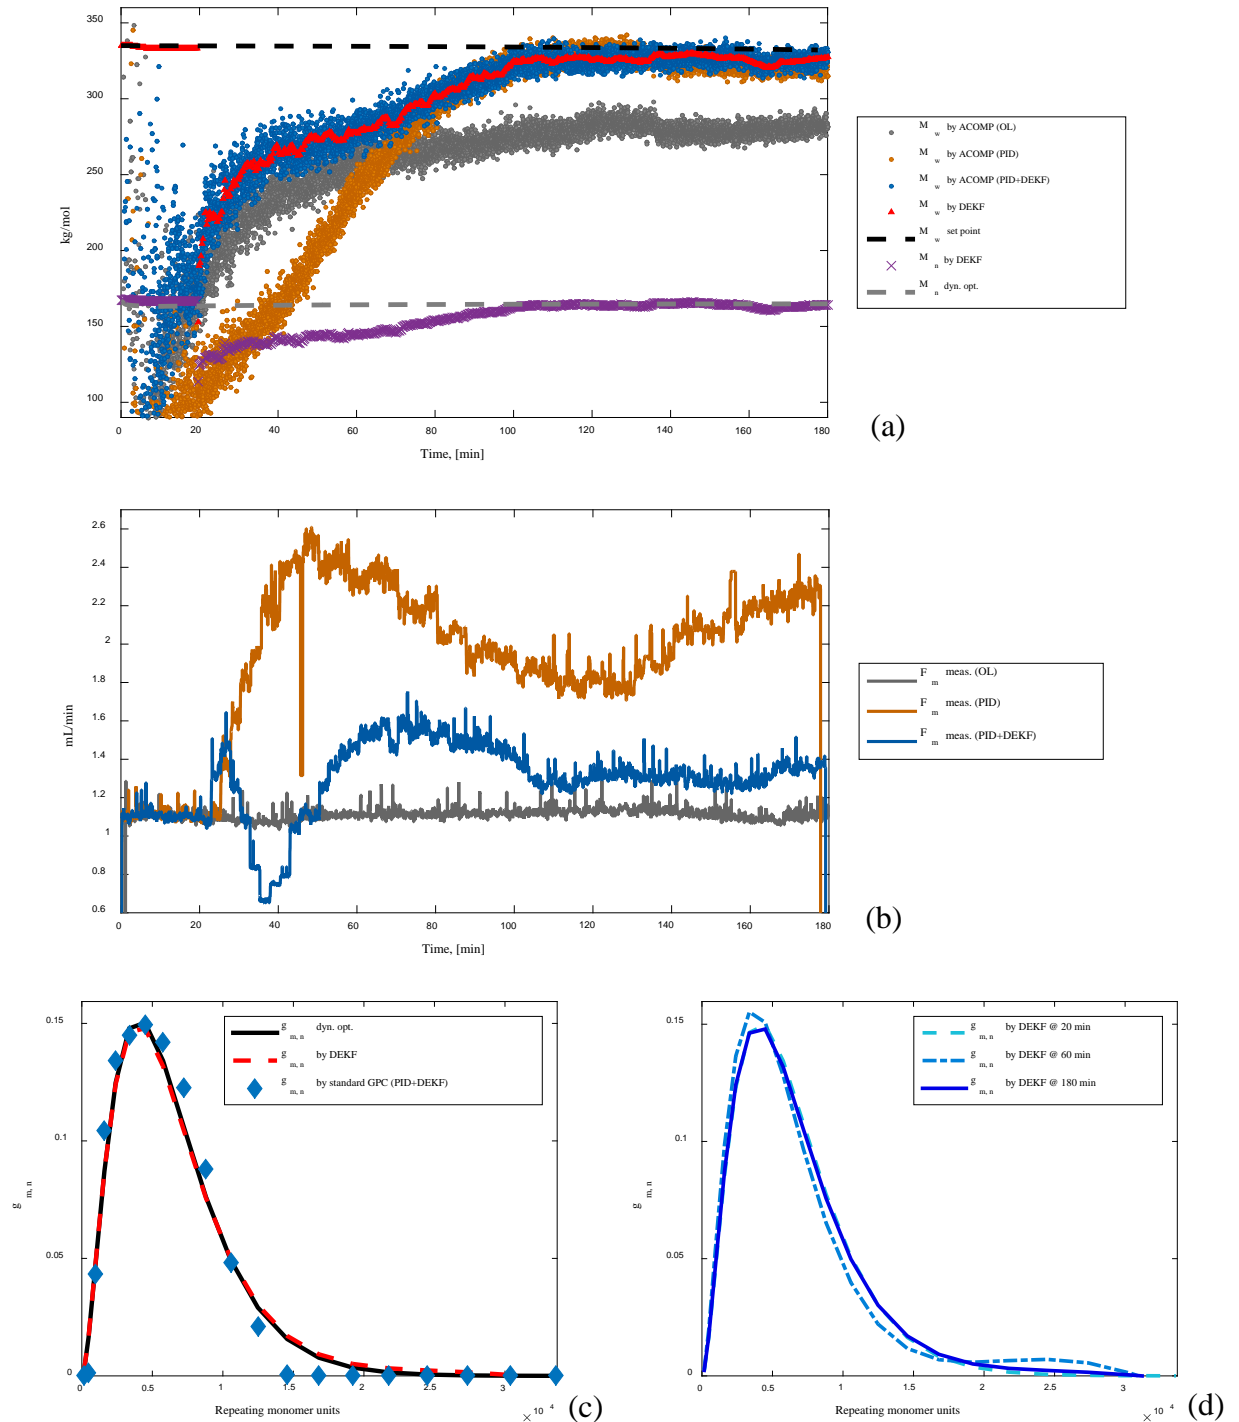 350
300
250
200
150
100
kg/mol
0 20 40 60 80 100 120 140 160 180
Time, [min]
M w by ACOMP (OL)
M w by ACOMP (PID)
M w by ACOMP (PID+DEKF)
M w by DEKF
M w set point
M n by DEKF
M n dyn. opt.
(a)
2.6
2.4
2.2
2
1.8
1.6
1.4
1.2
1
0.8
0.6
mL/min
0 20 40 60 80 100 120 140 160 180
Time, [min]
F m meas. (OL)
F m meas. (PID)
F m meas. (PID+DEKF)
(b)
0.15
0.1
0.05
0
g m, n
0 0.5 1 1.5 2 2.5 3
× 10 4
Repeating monomer units
g m, n dyn. opt.
g m, n by DEKF
g m, n by standard GPC (PID+DEKF)
(c)
0.15
0.1
0.05
0
g m, n
0 0.5 1 1.5 2 2.5 3
× 10 4
Repeating monomer units
g m, n by DEKF @ 20 min
g m, n by DEKF @ 60 min
g m, n by DEKF @ 180 min
(d)